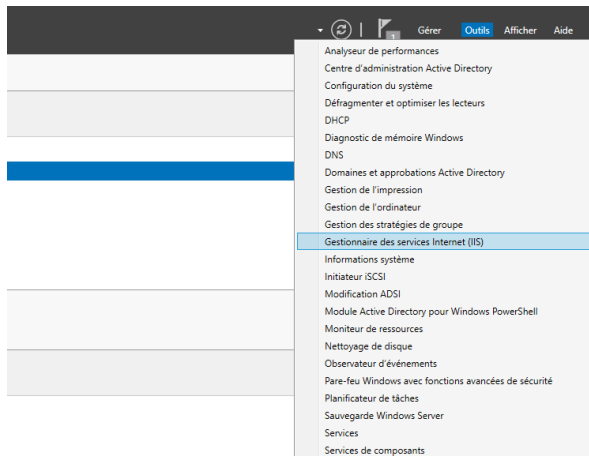 Gérer Outils Afficher Aide
1
Analyseur de performances
Centre d'administration Active Directory
Configuration du système
Défragmenter et optimiser les lecteurs
DHCP
Diagnostic de mémoire Windows
DNS
Domaines et approbations Active Directory
Gestion de l'impression
Gestion de l'ordinateur
Gestion des stratégies de groupe
Gestionnaire des services Internet (IIS)
Informations système
Initiateur iSCSI
Modification ADSI
Module Active Directory pour Windows PowerShell
Moniteur de ressources
Nettoyage de disque
Observateur d'événements
Pare-feu Windows avec fonctions avancées de sécurité
Planificateur de tâches
Sauvegarde Windows Server
Services
Services de composants